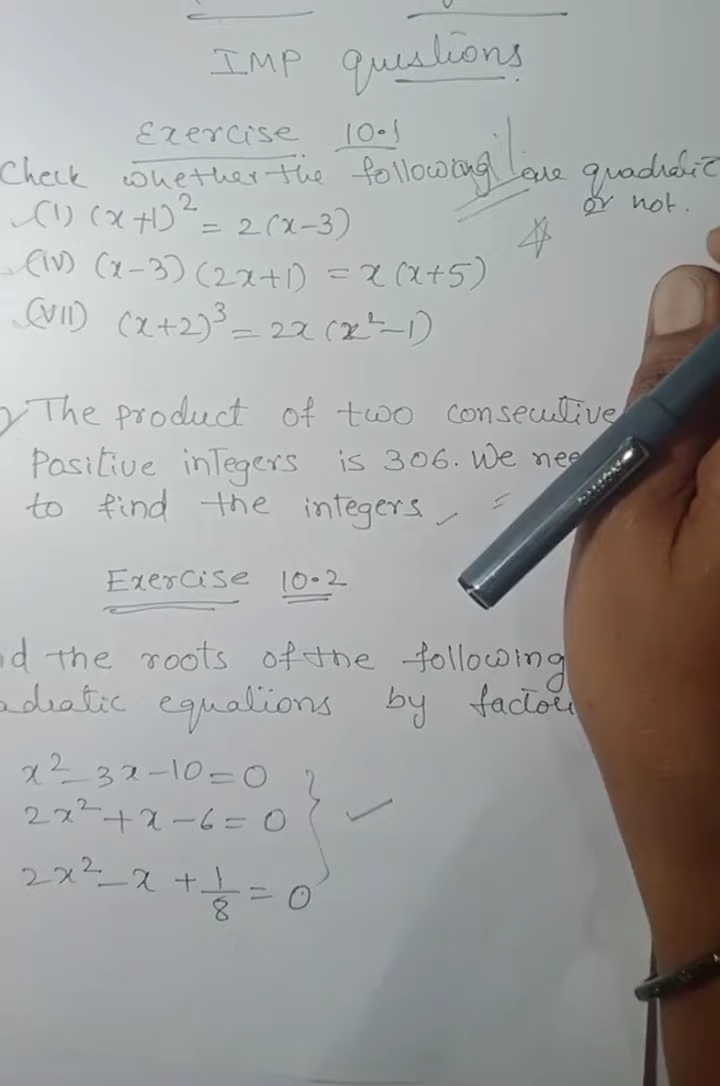 IMP questions
Exercise 10.1
Check whether the following are quadratic
or not.
(I) (x+1)² = 2(x-3)
(IV) (x-3)(2x+1) = x(x+5)
(VII) (x+2)³ = 2x(x²-1)
The product of two consecutive
Positive integers is 306. We nee
to find the integers
Exercise 10.2
d the roots of the following
adratic equations by factori
x²-3x-10=0
2x²+x-6=0
2x²-x+1/8=0